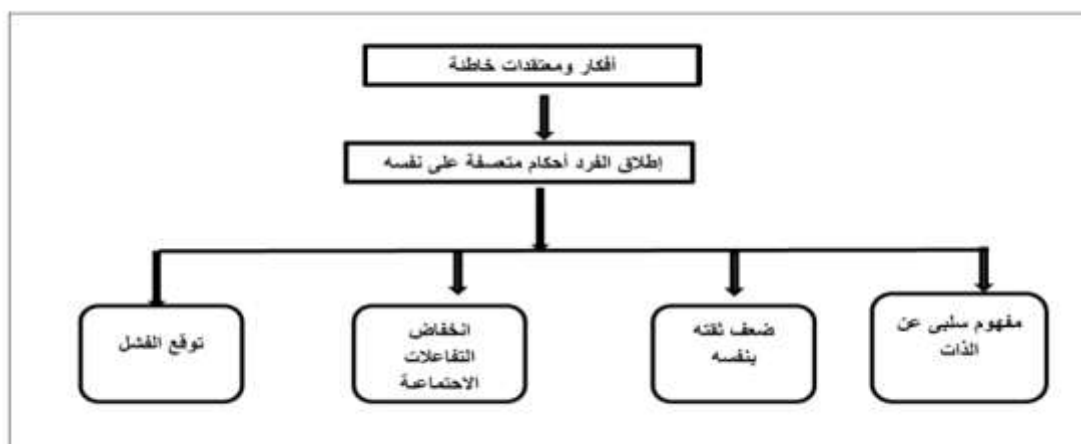 أفكار ومعتقدات خاطئة
إطلاق الفرد أحكام متعسفة على نفسه
مفهوم سلبى عن
الذات
ضعف ثقته
بنفسه
انخفاض
التفاعلات
الاجتماعية
توقع الفشل